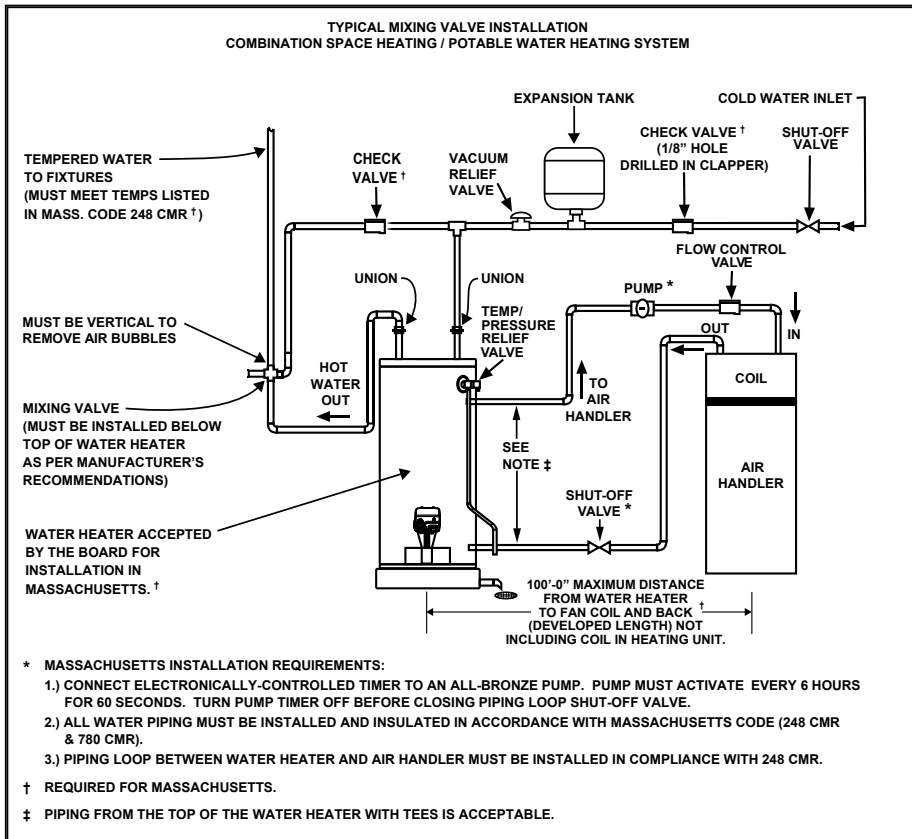 TYPICAL MIXING VALVE INSTALLATION
COMBINATION SPACE HEATING / POTABLE WATER HEATING SYSTEM
EXPANSION TANK
COLD WATER INLET
TEMPERED WATER
TO FIXTURES
(MUST MEET TEMPS LISTED
IN MASS. CODE 248 CMR †)
CHECK
VALVE †
VACUUM
RELIEF
VALVE
CHECK VALVE †
(1/8" HOLE
DRILLED IN CLAPPER)
SHUT-OFF
VALVE
FLOW CONTROL
VALVE
UNION
UNION
PUMP *
TEMP/
PRESSURE
RELIEF
VALVE
OUT
IN
MUST BE VERTICAL TO
REMOVE AIR BUBBLES
HOT
WATER
OUT
TO
AIR
HANDLER
COIL
MIXING VALVE
(MUST BE INSTALLED BELOW
TOP OF WATER HEATER
AS PER MANUFACTURER'S
RECOMMENDATIONS)
SEE
NOTE ‡
AIR
HANDLER
SHUT-OFF
VALVE *
WATER HEATER ACCEPTED
BY THE BOARD FOR
INSTALLATION IN
MASSACHUSETTS. †
100'-0" MAXIMUM DISTANCE
FROM WATER HEATER
TO FAN COIL AND BACK †
(DEVELOPED LENGTH) NOT
INCLUDING COIL IN HEATING UNIT.
* MASSACHUSETTS INSTALLATION REQUIREMENTS:
1.) CONNECT ELECTRONICALLY-CONTROLLED TIMER TO AN ALL-BRONZE PUMP. PUMP MUST ACTIVATE EVERY 6 HOURS
FOR 60 SECONDS. TURN PUMP TIMER OFF BEFORE CLOSING PIPING LOOP SHUT-OFF VALVE.
2.) ALL WATER PIPING MUST BE INSTALLED AND INSULATED IN ACCORDANCE WITH MASSACHUSETTS CODE (248 CMR
& 780 CMR).
3.) PIPING LOOP BETWEEN WATER HEATER AND AIR HANDLER MUST BE INSTALLED IN COMPLIANCE WITH 248 CMR.
† REQUIRED FOR MASSACHUSETTS.
‡ PIPING FROM THE TOP OF THE WATER HEATER WITH TEES IS ACCEPTABLE.